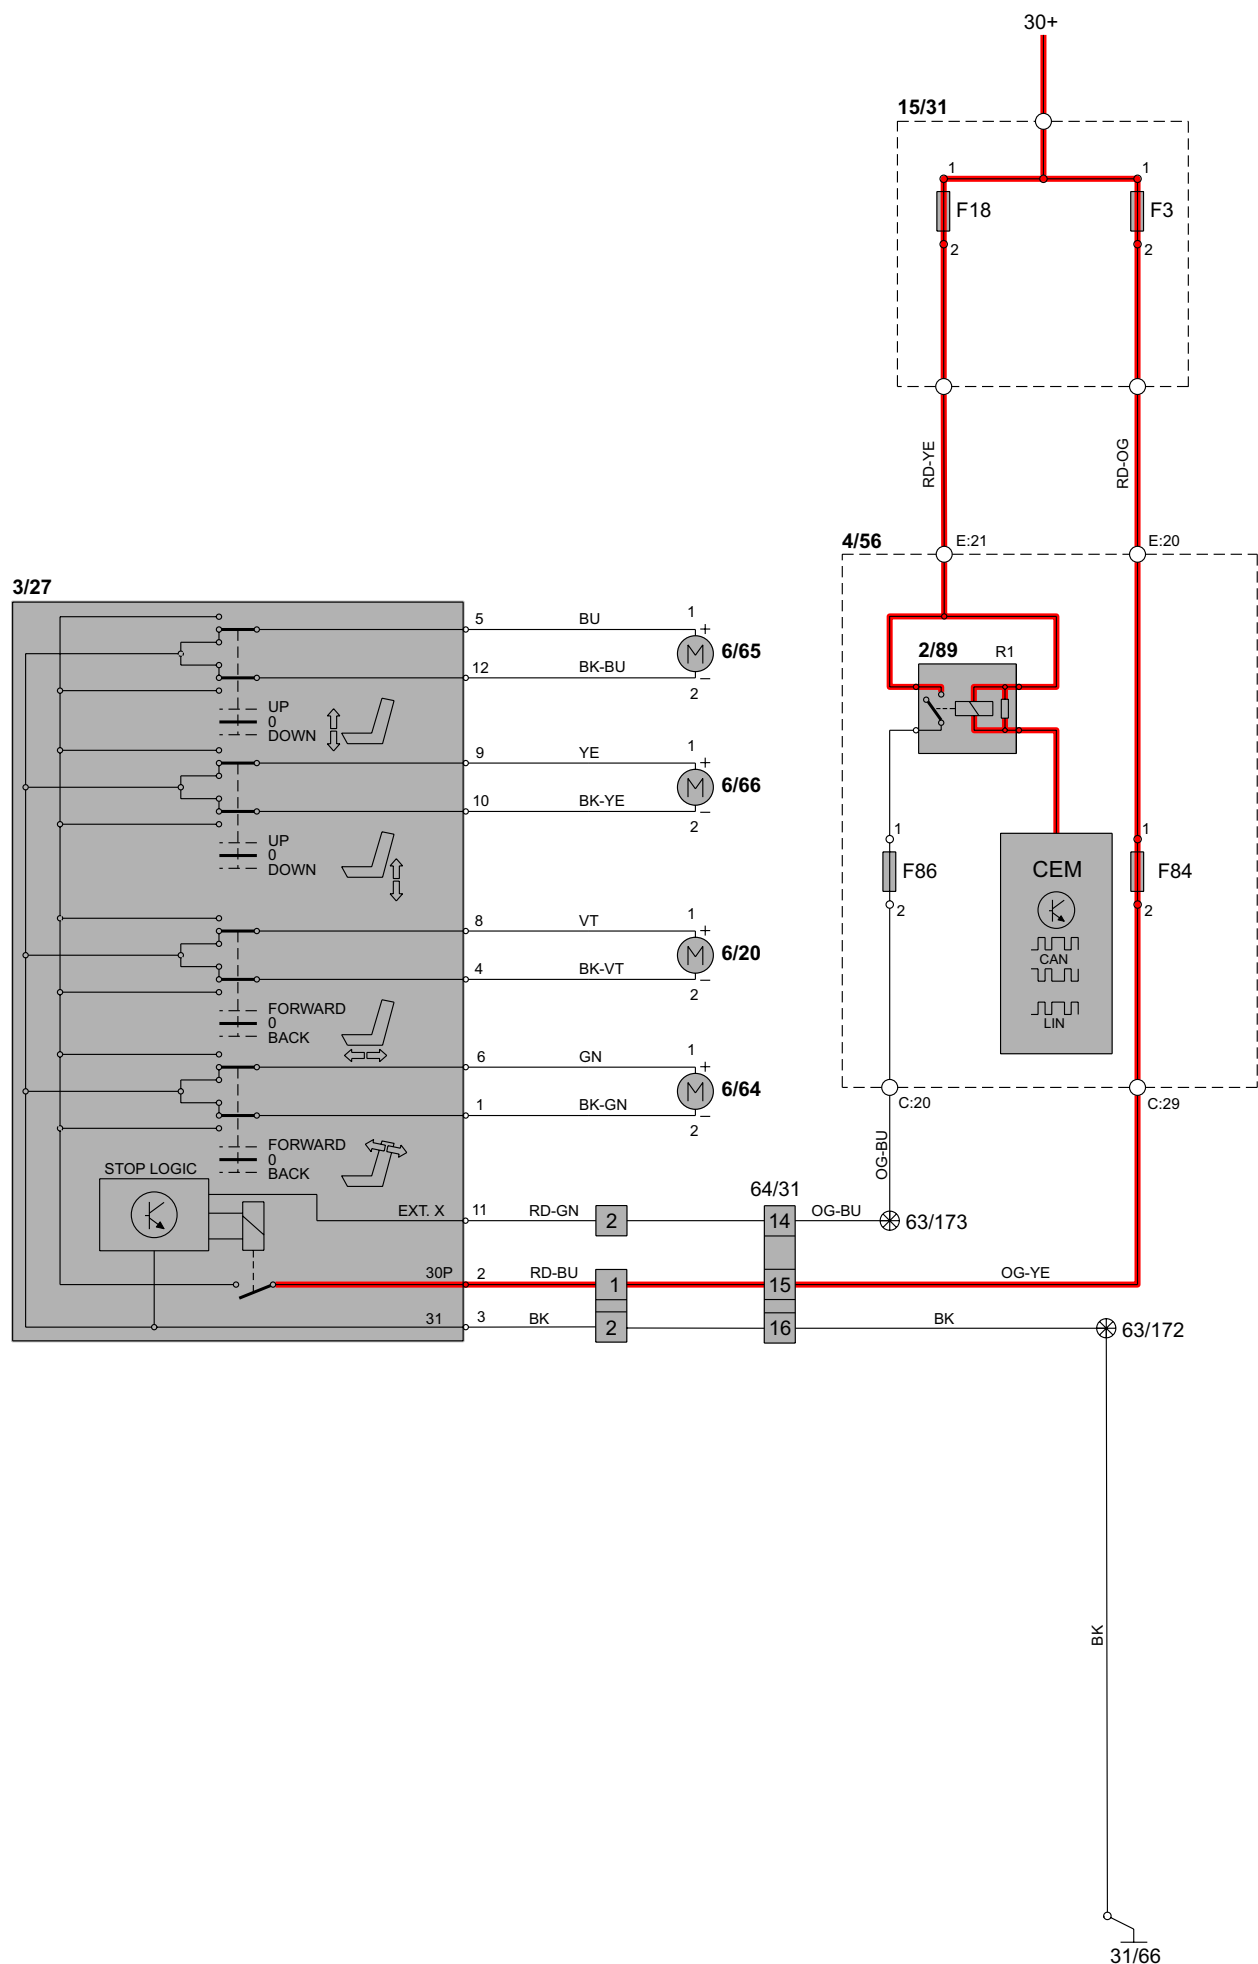 30+
15/31
1 1
F18 F3
2 2
RD-YE RD-OG
4/56 E:21 E:20
3/27
5 BU 1 +
6/65
12 BK-BU −
2
2/89 R1
UP
0
DOWN
9 YE 1 +
6/66
10 BK-YE −
2
UP
0
DOWN
1 1
F86 CEM F84
2 2
CAN
LIN
8 VT 1 +
6/20
4 BK-VT −
2
FORWARD
0
BACK
6 GN 1 +
6/64
1 BK-GN −
2
C:20 C:29
OG-BU
FORWARD
0
BACK
STOP LOGIC
64/31
EXT. X 11 RD-GN 2 14 OG-BU 63/173
30P 2 RD-BU 1 15 OG-YE
31 3 BK 2 16 BK 63/172
BK
31/66